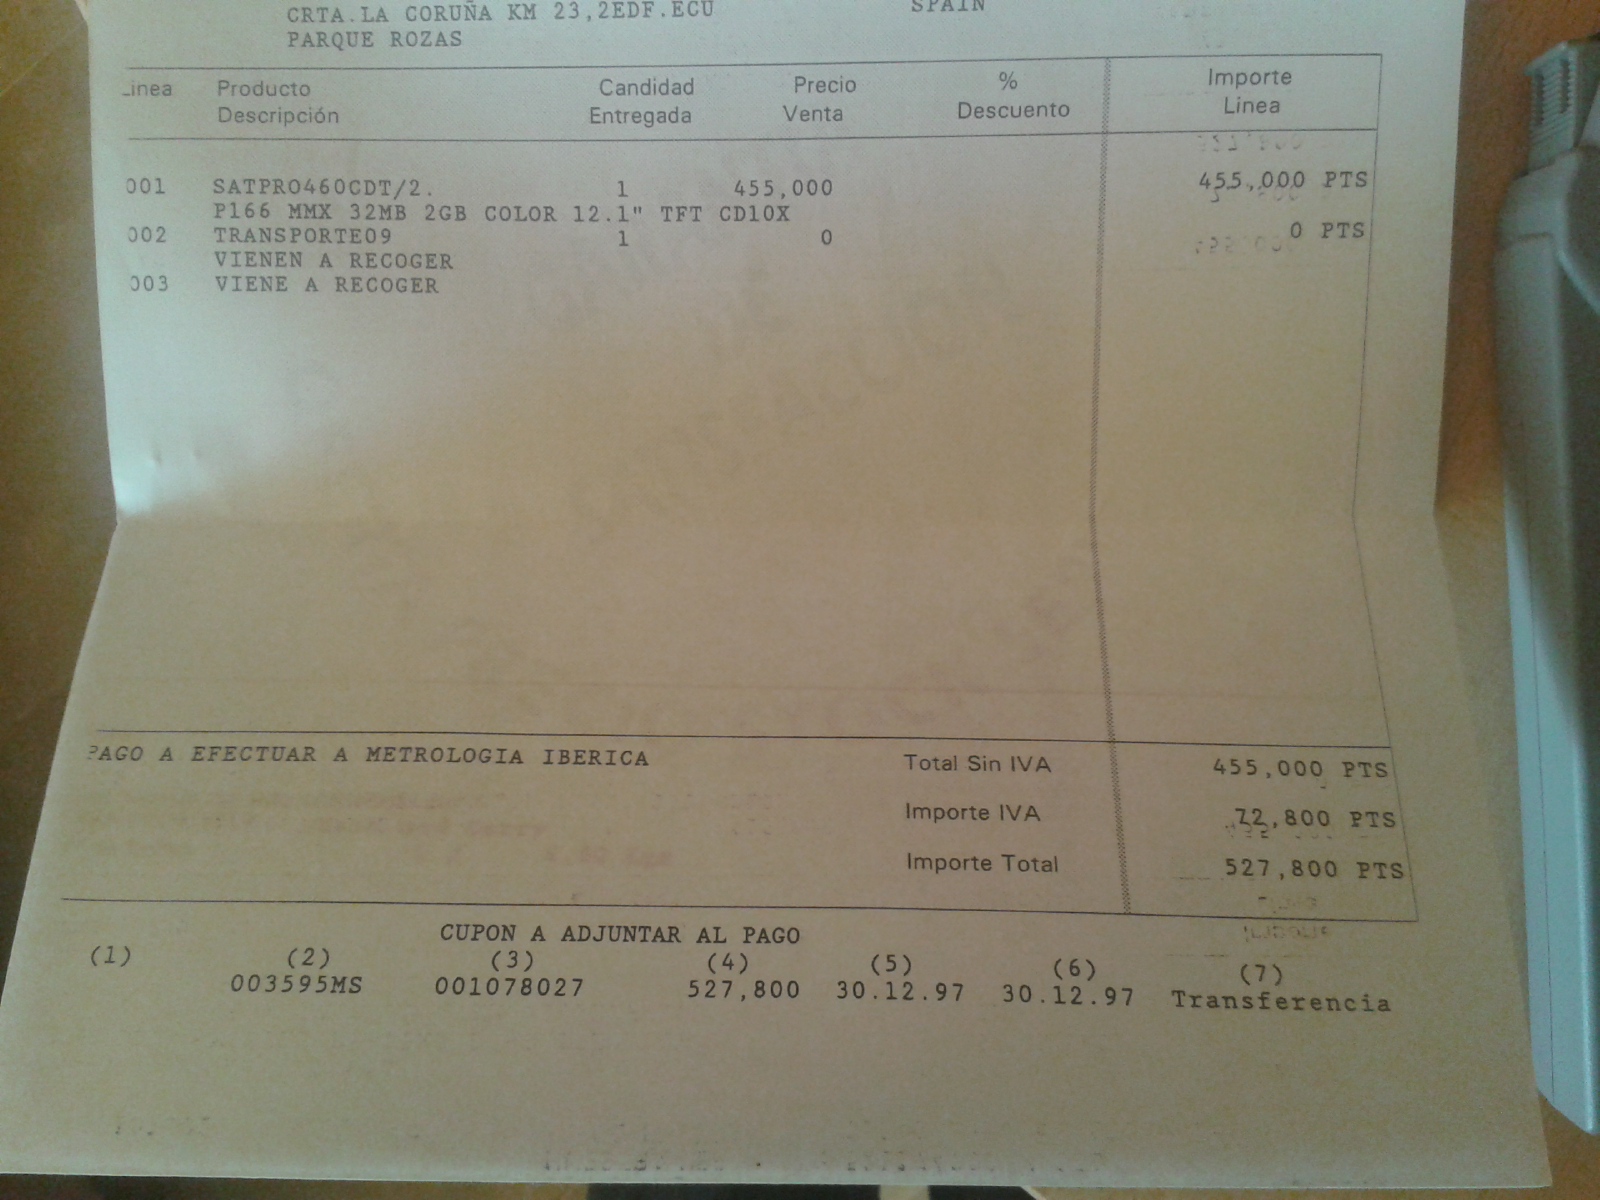 CRTA.LA CORUÑA KM 23,2EDF.ECU SPAIN
PARQUE ROZAS
Linea Producto Candidad Precio % Importe
Descripción Entregada Venta Descuento Linea
001 SATPRO460CDT/2. 1 455,000 455,000 PTS
P166 MMX 32MB 2GB COLOR 12.1" TFT CD10X
002 TRANSPORTE09 1 0 0 PTS
VIENEN A RECOGER
003 VIENE A RECOGER
PAGO A EFECTUAR A METROLOGIA IBERICA Total Sin IVA 455,000 PTS
Importe IVA 72,800 PTS
Importe Total 527,800 PTS
CUPON A ADJUNTAR AL PAGO
(1) (2) (3) (4) (5) (6) (7)
003595MS 001078027 527,800 30.12.97 30.12.97 Transferencia